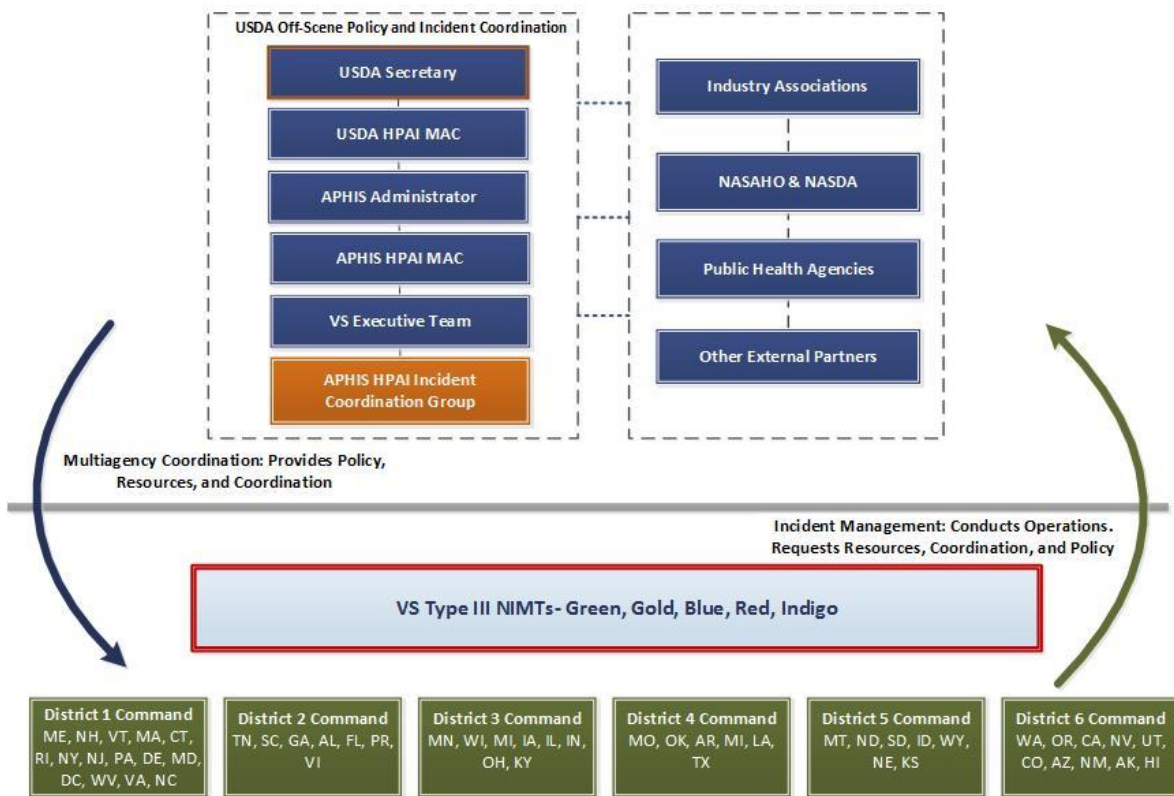 USDA Off-Scene Policy and Incident Coordination
USDA Secretary
USDA HPAI MAC
APHIS Administrator
APHIS HPAI MAC
VS Executive Team
APHIS HPAI Incident
Coordination Group
Industry Associations
NASAHO & NASDA
Public Health Agencies
Other External Partners
Multiagency Coordination: Provides Policy,
Resources, and Coordination
Incident Management: Conducts Operations.
Requests Resources, Coordination, and Policy
VS Type III NIMTs- Green, Gold, Blue, Red, Indigo
District 1 Command
ME, NH, VT, MA, CT,
RI, NY, NJ, PA, DE, MD,
DC, WV, VA, NC
District 2 Command
TN, SC, GA, AL, FL, PR,
VI
District 3 Command
MN, WI, MI, IA, IL, IN,
OH, KY
District 4 Command
MO, OK, AR, MI, LA,
TX
District 5 Command
MT, ND, SD, ID, WY,
NE, KS
District 6 Command
WA, OR, CA, NV, UT,
CO, AZ, NM, AK, HI